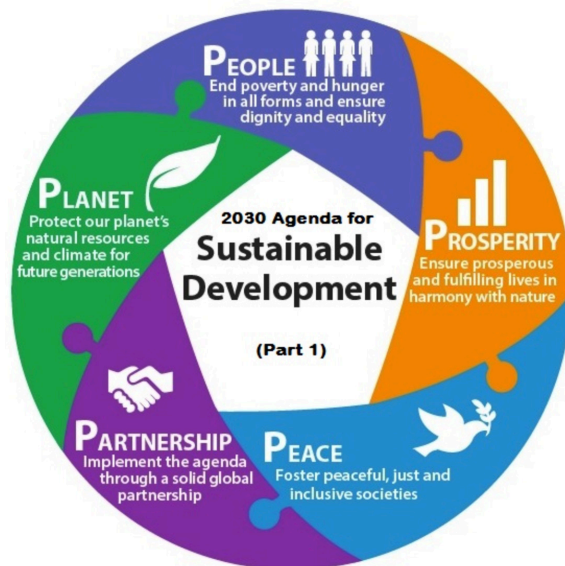 PEOPLE
End poverty and hunger
in all forms and ensure
dignity and equality
PROSPERITY
Ensure prosperous
and fulfilling lives in
harmony with nature
PEACE
Foster peaceful, just and
inclusive societies
PARTNERSHIP
Implement the agenda
through a solid global
partnership
PLANET
Protect our planet's
natural resources
and climate for
future generations
2030 Agenda for
Sustainable
Development
(Part 1)